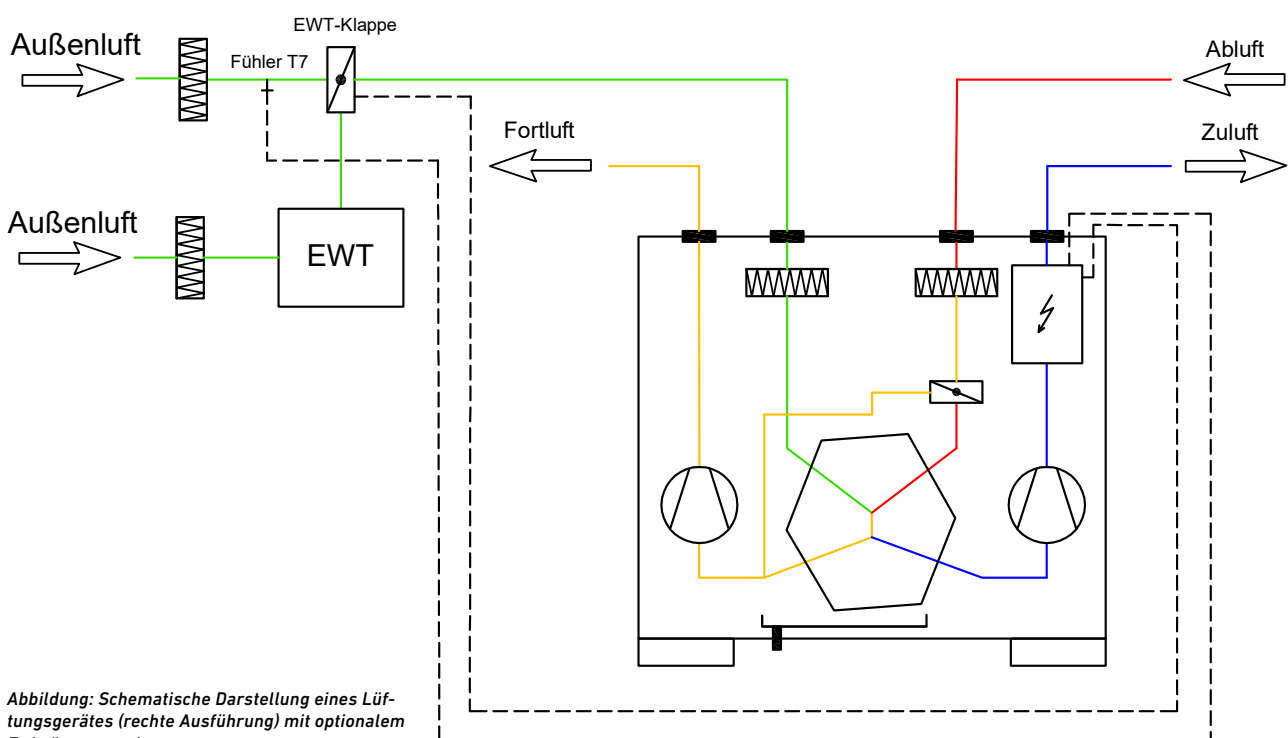 EWT-Klappe
Außenluft
Fühler T7
Abluft
Fortluft
Zuluft
Außenluft
EWT
Abbildung: Schematische Darstellung eines Lüf-
tungsgerätes (rechte Ausführung) mit optionalem